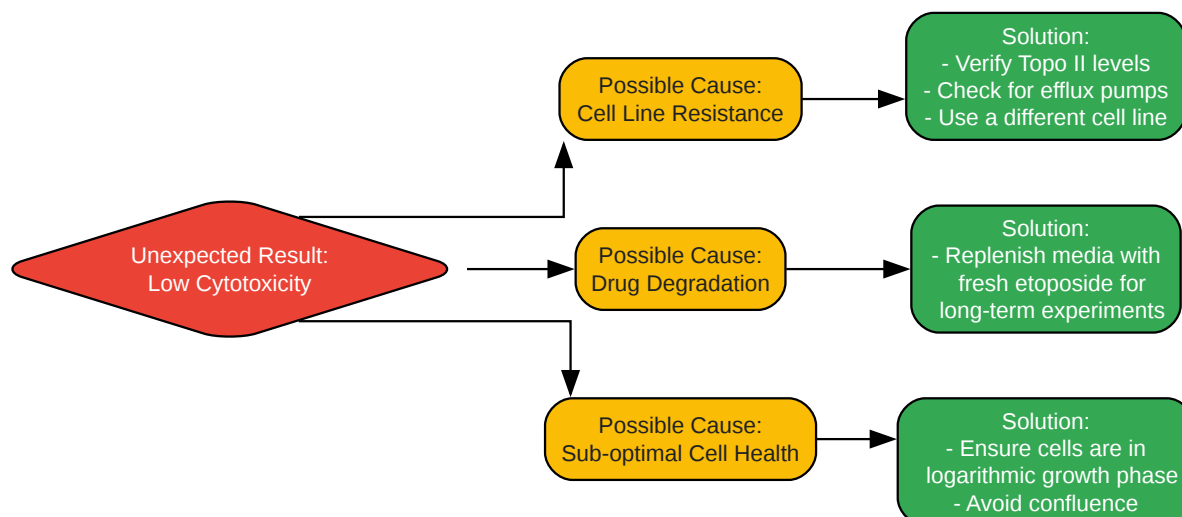 Unexpected Result:
Low Cytotoxicity
Possible Cause:
Cell Line Resistance
Solution:
- Verify Topo II levels
- Check for efflux pumps
- Use a different cell line
Possible Cause:
Drug Degradation
Solution:
- Replenish media with
fresh etoposide for
long-term experiments
Possible Cause:
Sub-optimal Cell Health
Solution:
- Ensure cells are in
logarithmic growth phase
- Avoid confluence